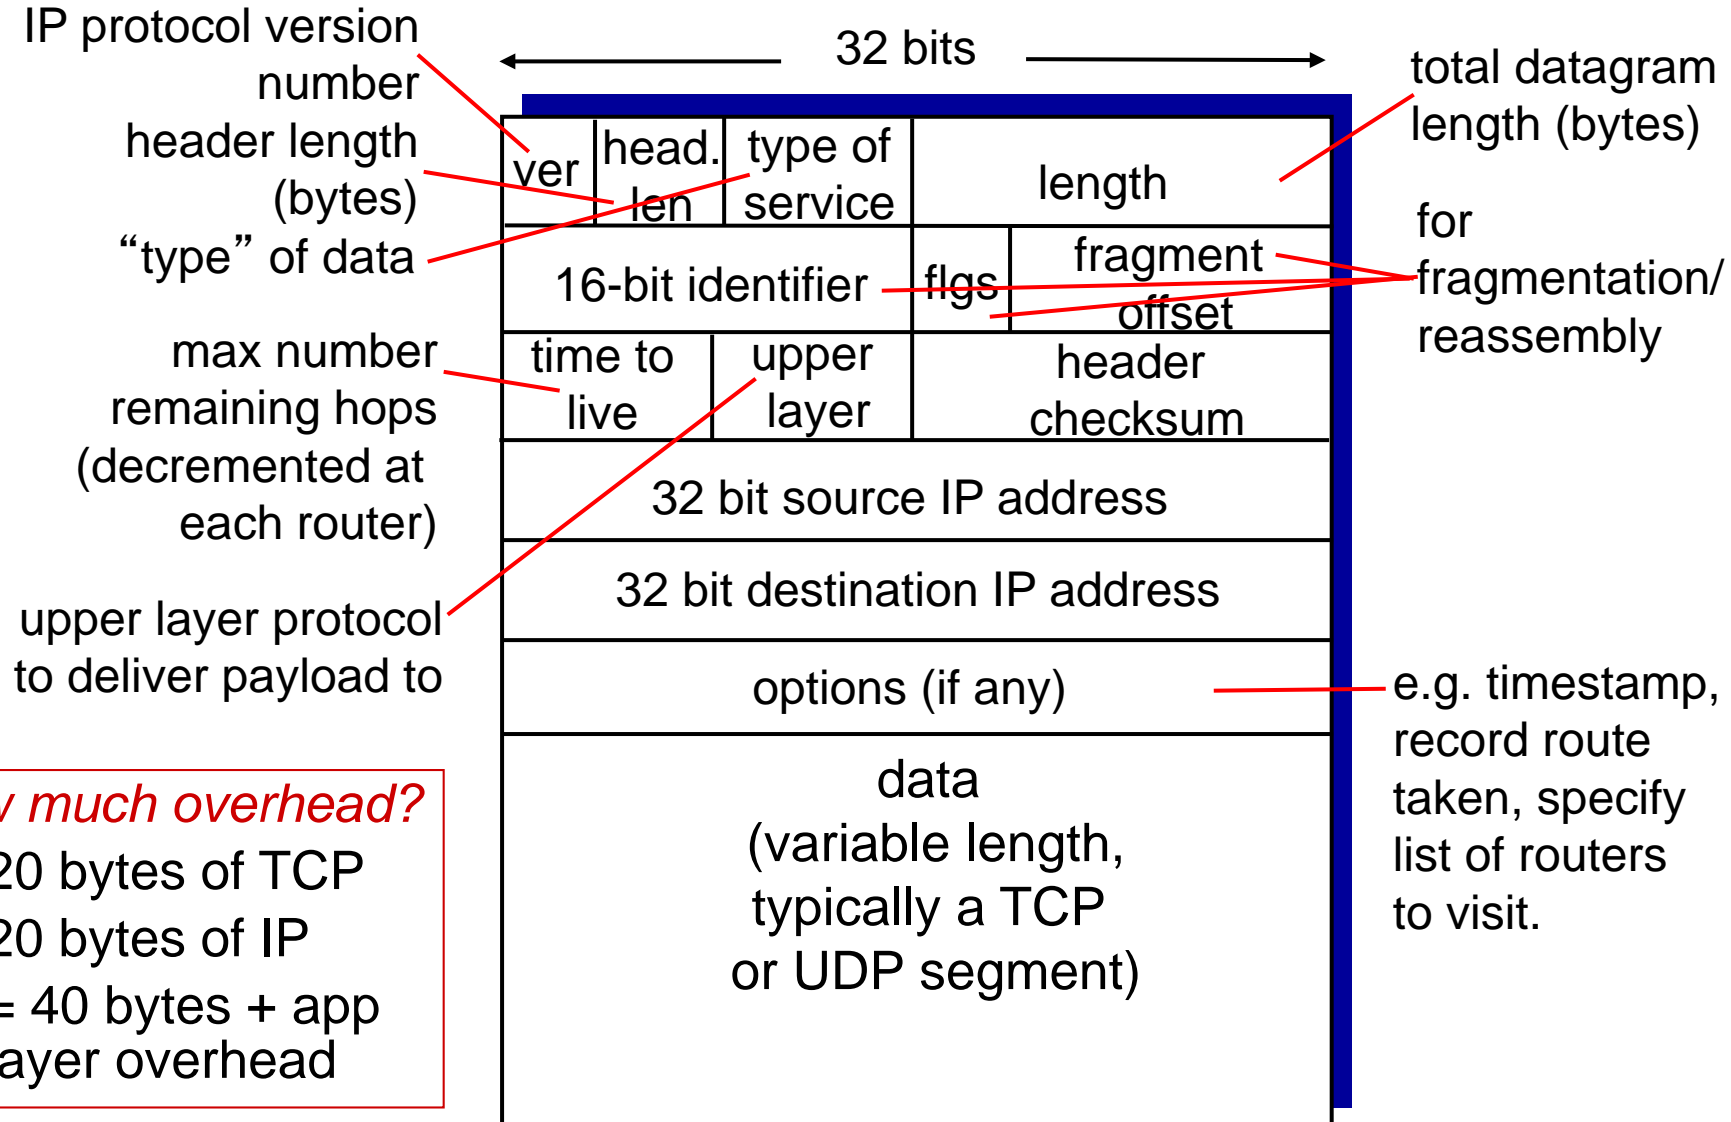 IP protocol version
number
header length
(bytes)
“type” of data
max number
remaining hops
(decremented at
each router)
upper layer protocol
to deliver payload to
much overhead?
20 bytes of TCP
20 bytes of IP
= 40 bytes + app
overhead
32 bits
ver
head.
len
type of
service
length
16-bit identifier
flgs
fragment
offset
time to
live
upper
layer
header
checksum
32 bit source IP address
32 bit destination IP address
options (if any)
data
(variable length,
typically a TCP
or UDP segment)
total datagram
length (bytes)
for
fragmentation/
reassembly
e.g. timestamp,
record route
taken, specify
list of routers
to visit.